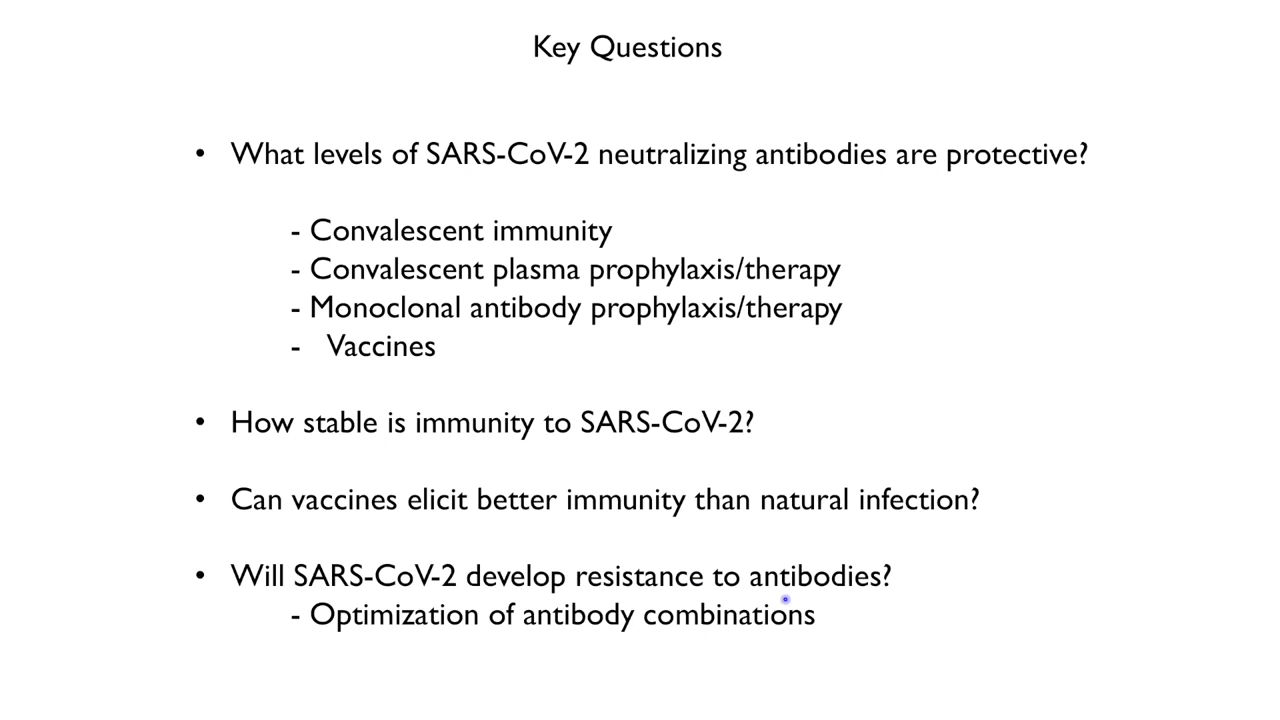 Key Questions
• What levels of SARS-CoV-2 neutralizing antibodies are protective?
- Convalescent immunity
- Convalescent plasma prophylaxis/therapy
- Monoclonal antibody prophylaxis/therapy
- Vaccines
• How stable is immunity to SARS-CoV-2?
• Can vaccines elicit better immunity than natural infection?
• Will SARS-CoV-2 develop resistance to antibodies?
- Optimization of antibody combinations